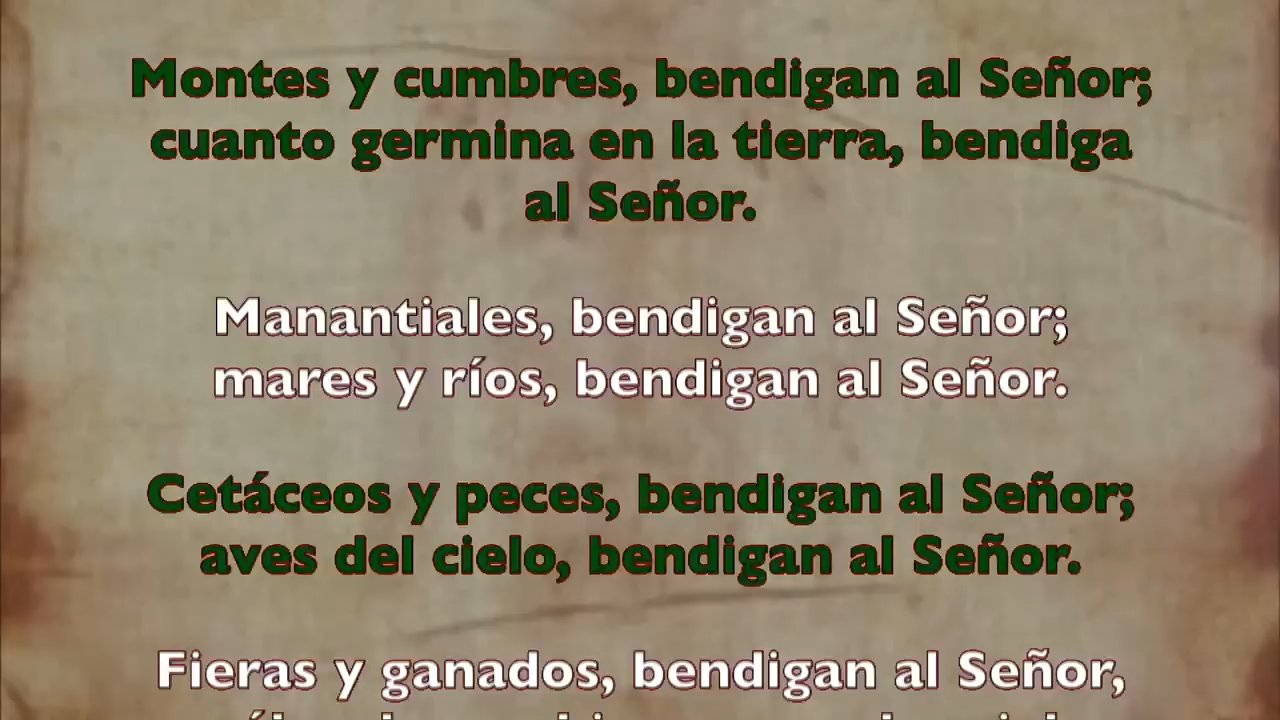 Montes y cumbres, bendigan al Señor;
cuanto germina en la tierra, bendiga
al Señor.
Manantiales, bendigan al Señor;
mares y ríos, bendigan al Señor.
Cetáceos y peces, bendigan al Señor;
aves del cielo, bendigan al Señor.
Fieras y ganados, bendigan al Señor,